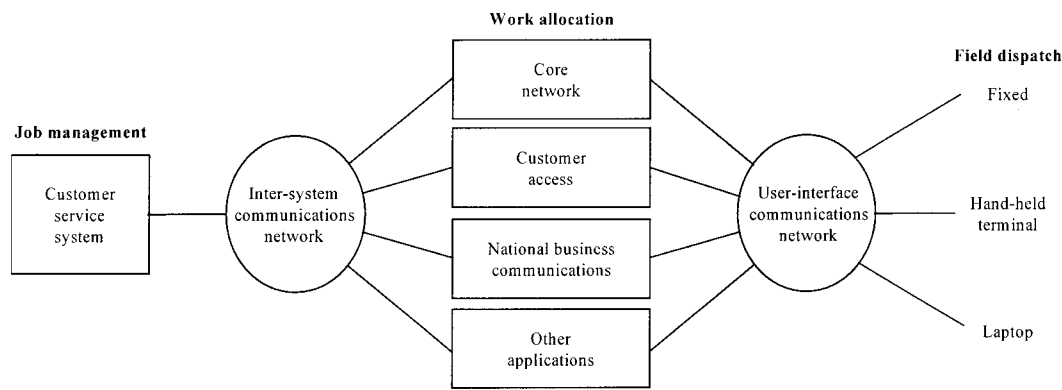 Work allocation
Field dispatch
Job management
Customer
service
system
Inter-system
communications
network
Core
network
Customer
access
National business
communications
Other
applications
User-interface
communications
network
Fixed
Hand-held
terminal
Laptop